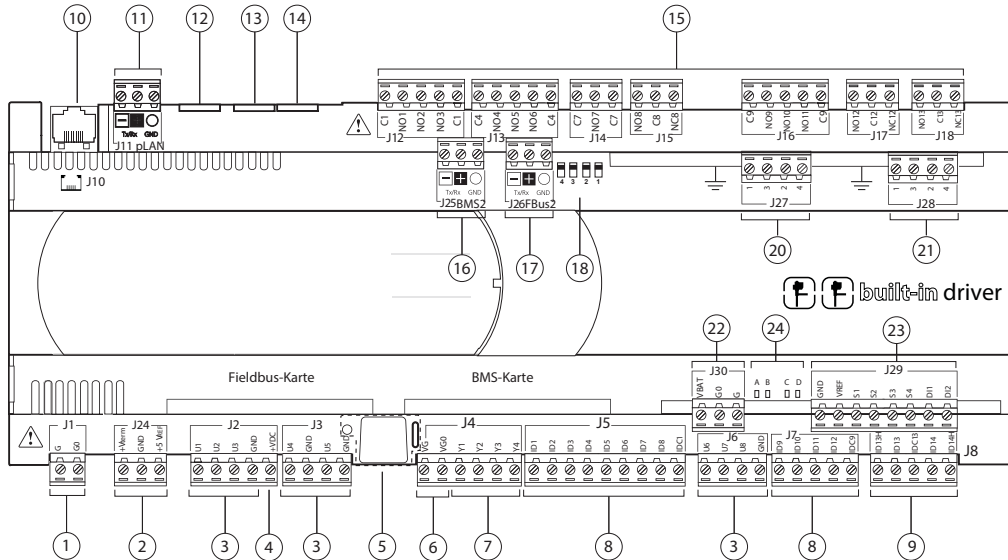 10 11 12 13 14 15
Tx/Rx GND
J11 pLAN
J10
C1 NO1 NO2 NO3 C1
J12
C4 NO4 NO5 NO6 C4
J13
C7 NO7 C7
J14
NO8 C8 NC8
J15
C9 NO9 NO10 NO11 C9
J16
NO12 C12 NC12
J17
NO13 C13 NC13
J18
Tx/Rx GND
J25 BMS2
Tx/Rx GND
J26 FBus2
4 3 2 1
1 3 2 4
J27
1 3 2 4
J28
16 17 18 20 21
built-in driver
22 24 23
J30
VBAT G0 G
A B C D
J29
GND VREF S1 S2 S3 S4 DI1 DI2
Fieldbus-Karte BMS-Karte
J1
G G0
J24
+Vterm GND +5 VREF
J2
U1 U2 U3 GND +VDC
J3
U4 GND U5 GND
J4
VG VG0 Y1 Y2 Y3 Y4
J5
ID1 ID2 ID3 ID4 ID5 ID6 ID7 ID8 IDC1
J6
U6 U7 U8 GND
J7
ID9 ID10 ID11 ID12 IDC9
ID13H ID13 IDC13 ID14 ID14H
J8
1 2 3 4 3 5 6 7 8 3 8 9